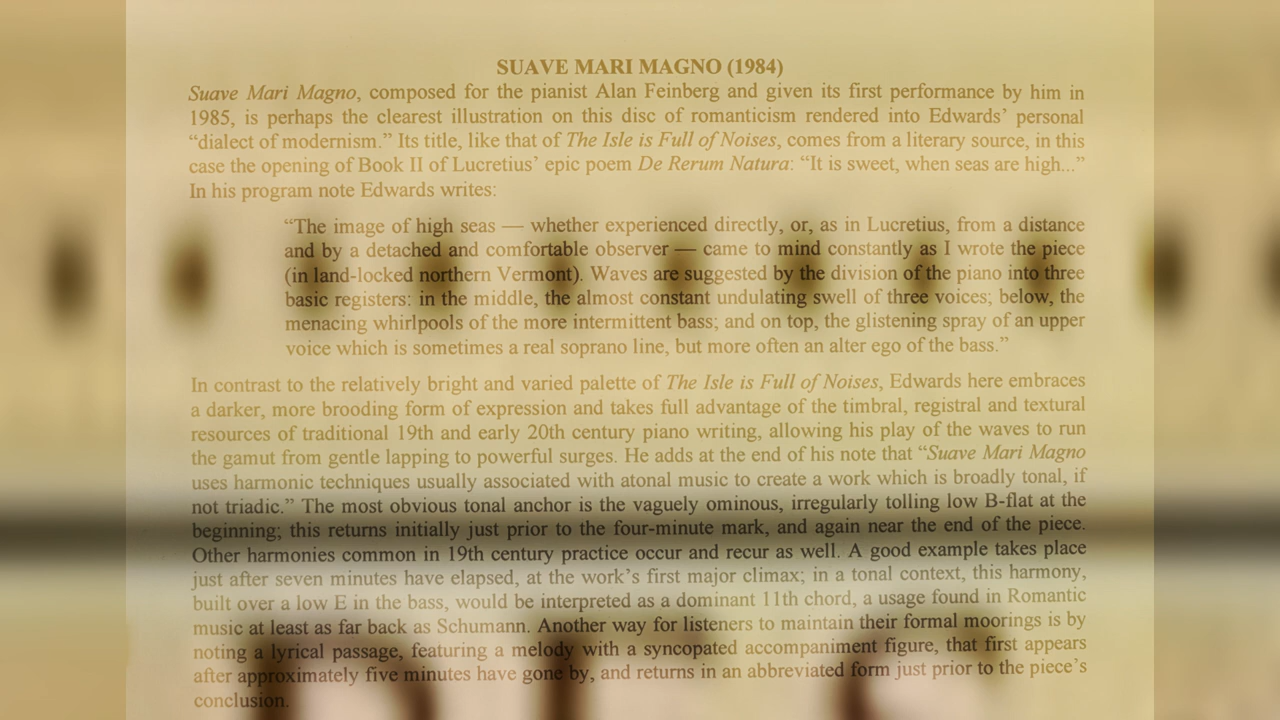 SUAVE MARI MAGNO (1984)
Suave Mari Magno, composed for the pianist Alan Feinberg and given its first performance by him in
1985, is perhaps the clearest illustration on this disc of romanticism rendered into Edwards' personal
“dialect of modernism.” Its title, like that of The Isle is Full of Noises, comes from a literary source, in this
case the opening of Book II of Lucretius' epic poem De Rerum Natura: “It is sweet, when seas are high...”
In his program note Edwards writes:
“The image of high seas — whether experienced directly, or, as in Lucretius, from a distance
and by a detached and comfortable observer — came to mind constantly as I wrote the piece
(in land-locked northern Vermont). Waves are suggested by the division of the piano into three
basic registers: in the middle, the almost constant undulating swell of three voices; below, the
menacing whirlpools of the more intermittent bass; and on top, the glistening spray of an upper
voice which is sometimes a real soprano line, but more often an alter ego of the bass.”
In contrast to the relatively bright and varied palette of The Isle is Full of Noises, Edwards here embraces
a darker, more brooding form of expression and takes full advantage of the timbral, registral and textural
resources of traditional 19th and early 20th century piano writing, allowing his play of the waves to run
the gamut from gentle lapping to powerful surges. He adds at the end of his note that “Suave Mari Magno
uses harmonic techniques usually associated with atonal music to create a work which is broadly tonal, if
not triadic.” The most obvious tonal anchor is the vaguely ominous, irregularly tolling low B-flat at the
beginning; this returns initially just prior to the four-minute mark, and again near the end of the piece.
Other harmonies common in 19th century practice occur and recur as well. A good example takes place
just after seven minutes have elapsed, at the work's first major climax; in a tonal context, this harmony,
built over a low E in the bass, would be interpreted as a dominant 11th chord, a usage found in Romantic
music at least as far back as Schumann. Another way for listeners to maintain their formal moorings is by
noting a lyrical passage, featuring a melody with a syncopated accompaniment figure, that first appears
after approximately five minutes have gone by, and returns in an abbreviated form just prior to the piece's
conclusion.